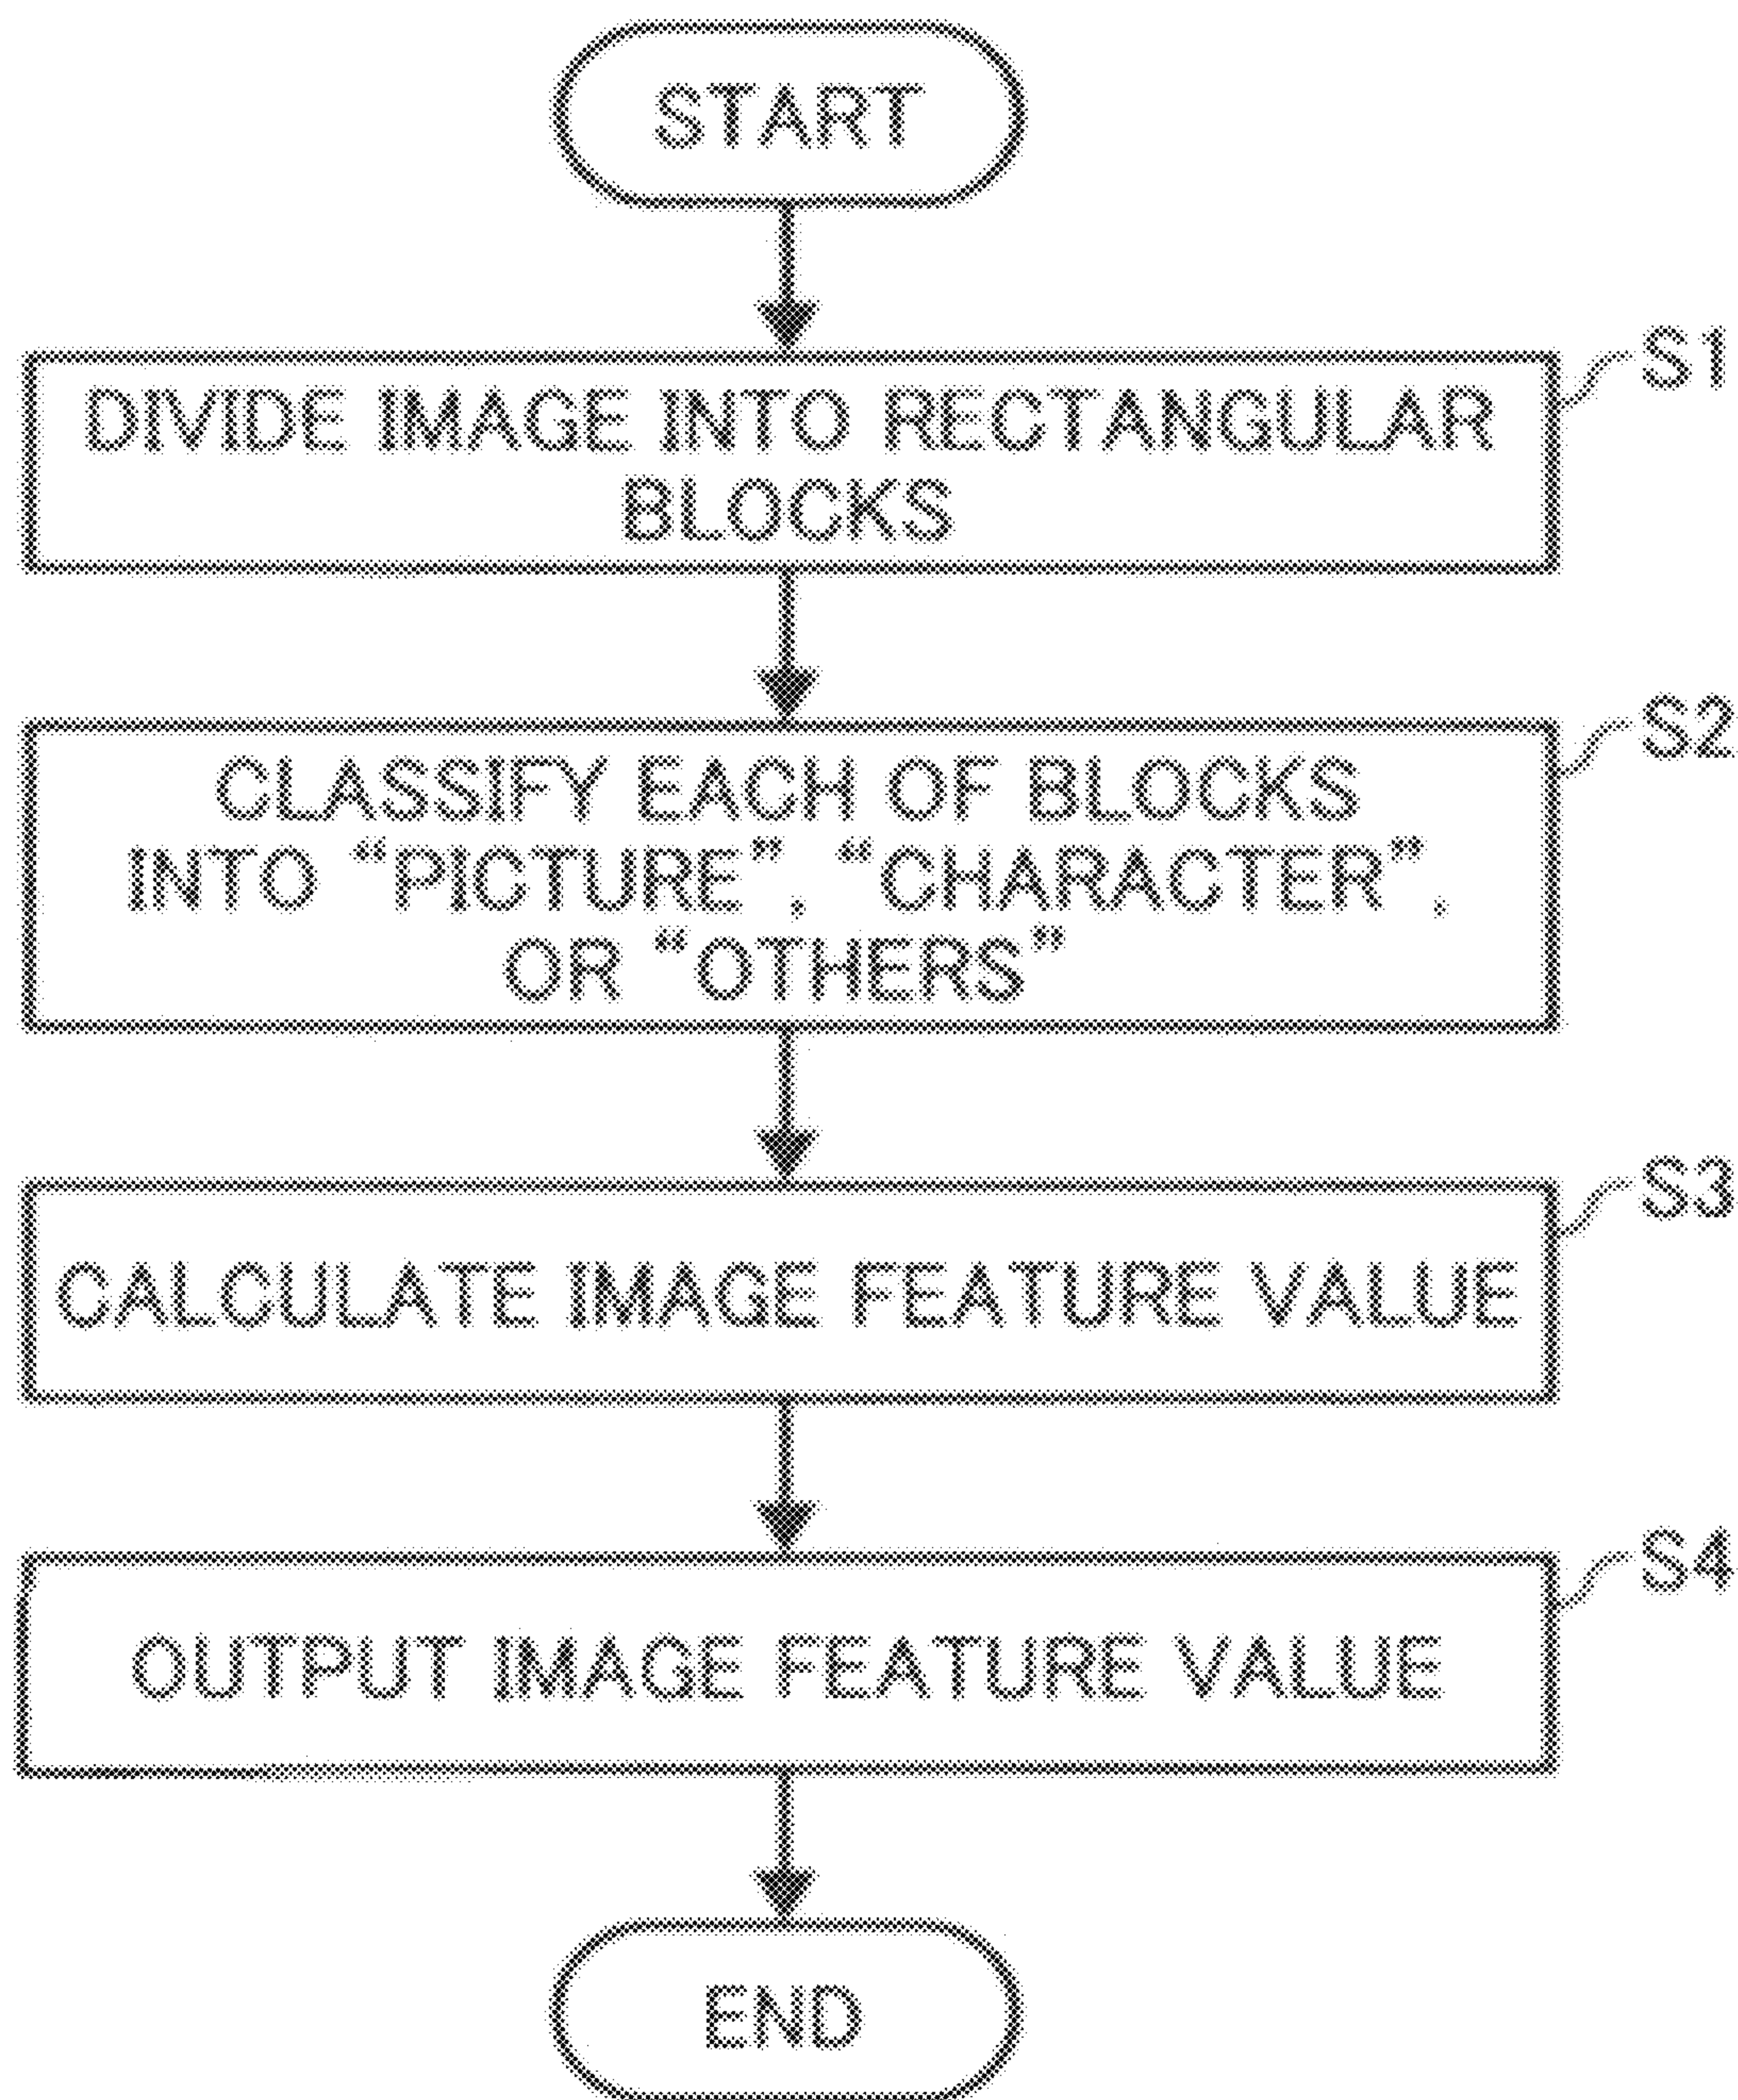 START
S1
DIVIDE IMAGE INTO RECTANGULAR
BLOCKS
S2
CLASSIFY EACH OF BLOCKS
INTO “PICTURE”, “CHARACTER”,
OR “OTHERS”
S3
CALCULATE IMAGE FEATURE VALUE
S4
OUTPUT IMAGE FEATURE VALUE
END